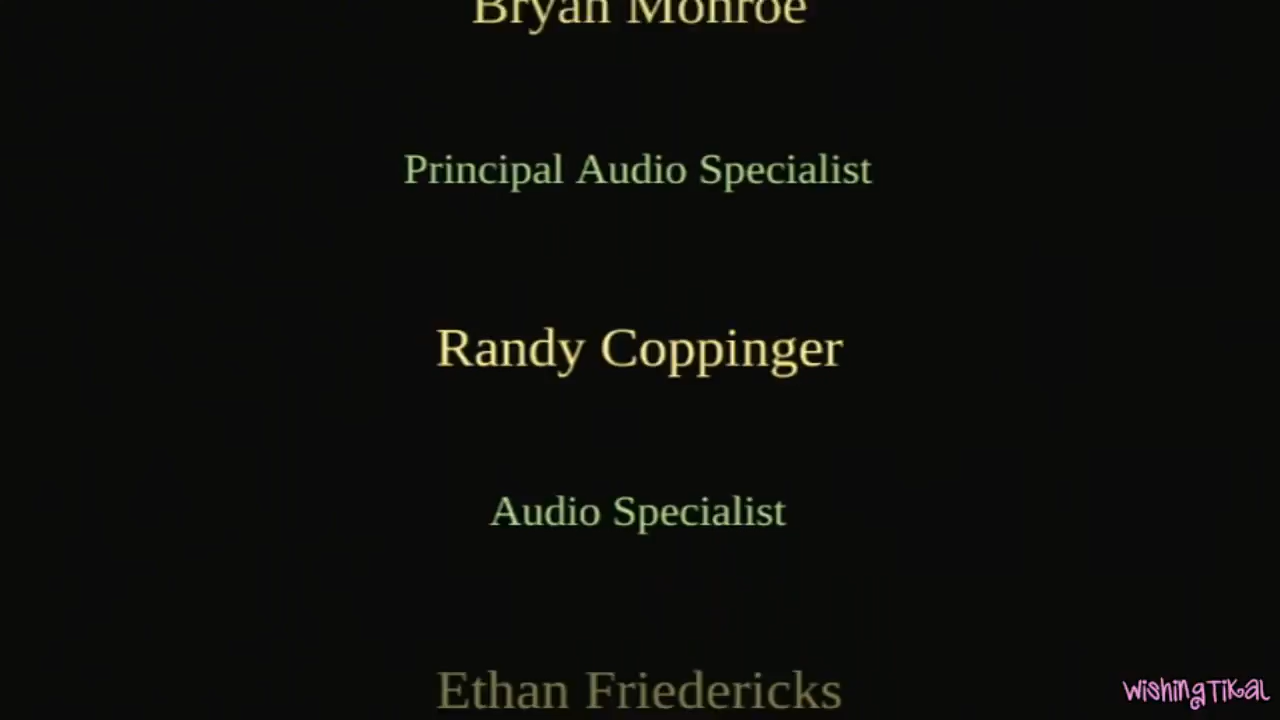 Bryan Monroe
Principal Audio Specialist
Randy Coppinger
Audio Specialist
Ethan Friedericks
wishingTikal